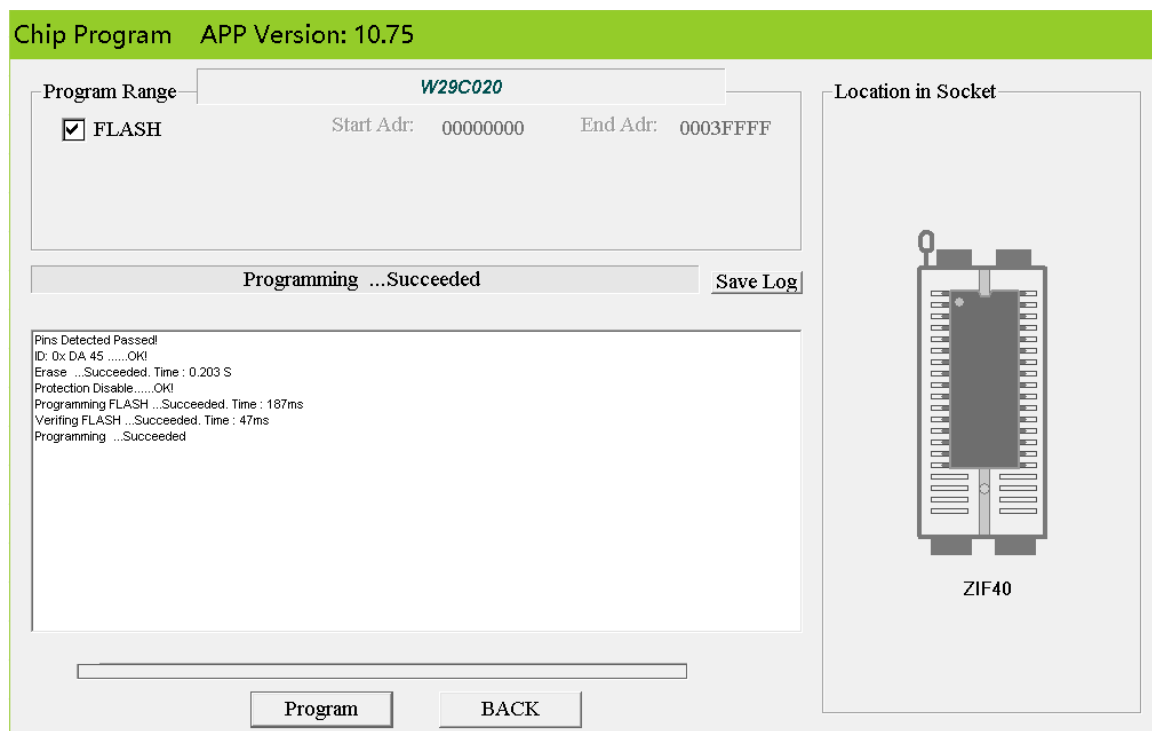 Chip Program APP Version: 10.75
Program Range
W29C020
FLASH Start Adr: 00000000 End Adr: 0003FFFF
Location in Socket
Programming ...Succeeded
Save Log
Pins Detected Passed!
ID: 0x DA 45 ......OK!
Erase ...Succeeded. Time : 0.203 S
Protection Disable......OK!
Programming FLASH ...Succeeded. Time : 187ms
Verifing FLASH ...Succeeded. Time : 47ms
Programming ...Succeeded
ZIF40
Program BACK